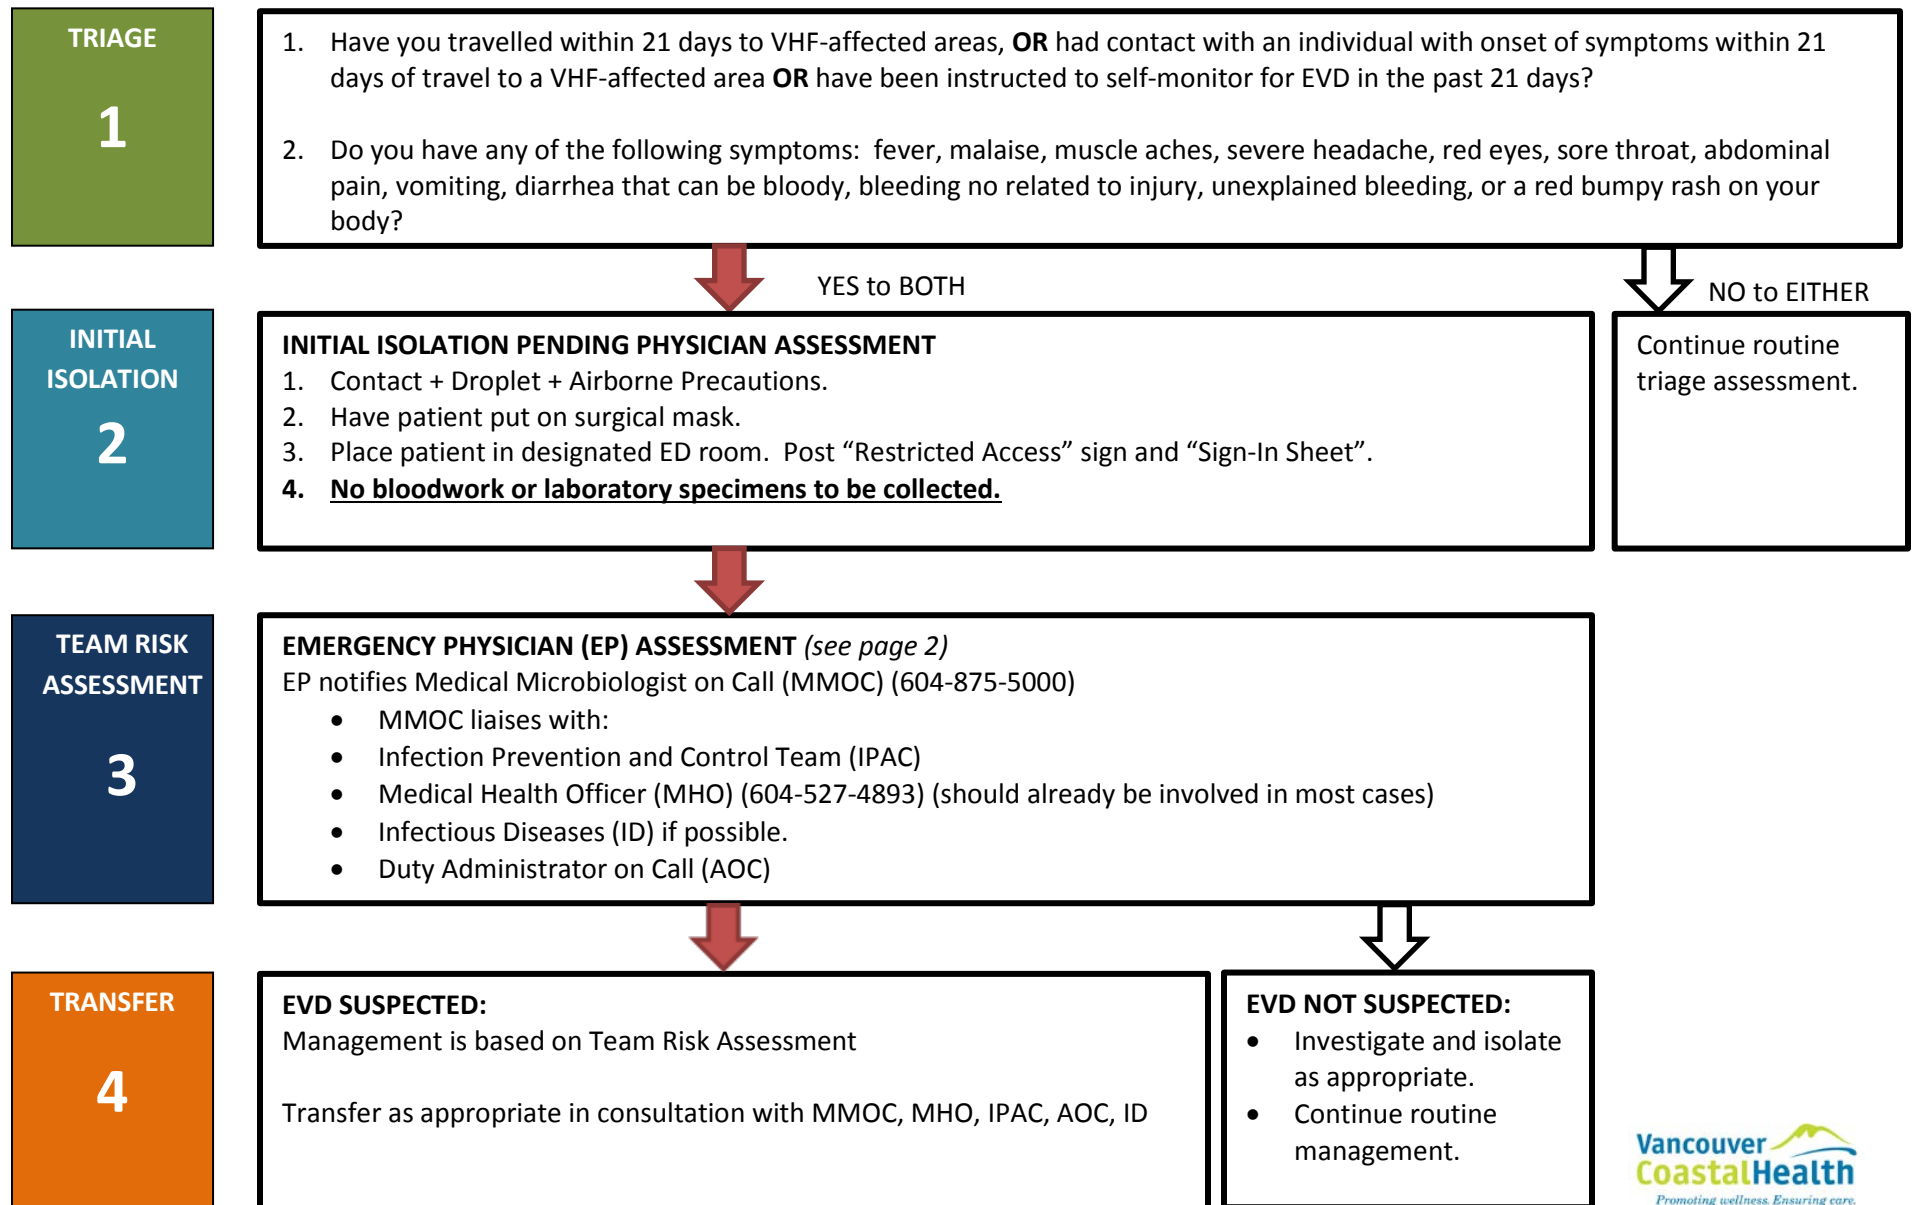 TRIAGE
1
1. Have you travelled within 21 days to VHF-affected areas, OR had contact with an individual with onset of symptoms within 21
days of travel to a VHF-affected area OR have been instructed to self-monitor for EVD in the past 21 days?
2. Do you have any of the following symptoms: fever, malaise, muscle aches, severe headache, red eyes, sore throat, abdominal
pain, vomiting, diarrhea that can be bloody, bleeding no related to injury, unexplained bleeding, or a red bumpy rash on your
body?
YES to BOTH
NO to EITHER
INITIAL
ISOLATION
2
INITIAL ISOLATION PENDING PHYSICIAN ASSESSMENT
1. Contact + Droplet + Airborne Precautions.
2. Have patient put on surgical mask.
3. Place patient in designated ED room. Post “Restricted Access” sign and “Sign-In Sheet”.
4. No bloodwork or laboratory specimens to be collected.
Continue routine
triage assessment.
TEAM RISK
ASSESSMENT
3
EMERGENCY PHYSICIAN (EP) ASSESSMENT (see page 2)
EP notifies Medical Microbiologist on Call (MMOC) (604-875-5000)
• MMOC liaises with:
• Infection Prevention and Control Team (IPAC)
• Medical Health Officer (MHO) (604-527-4893) (should already be involved in most cases)
• Infectious Diseases (ID) if possible.
• Duty Administrator on Call (AOC)
TRANSFER
4
EVD SUSPECTED:
Management is based on Team Risk Assessment
Transfer as appropriate in consultation with MMOC, MHO, IPAC, AOC, ID
EVD NOT SUSPECTED:
• Investigate and isolate
as appropriate.
• Continue routine
management.
Vancouver
CoastalHealth
Promoting wellness. Ensuring care.